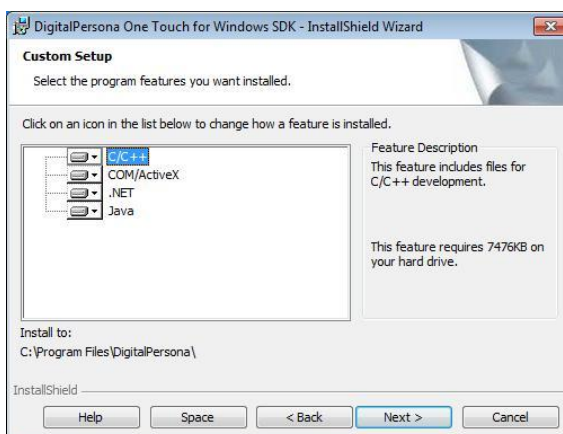 DigitalPersona One Touch for Windows SDK - InstallShield Wizard
Custom Setup
Select the program features you want installed.
Click on an icon in the list below to change how a feature is installed.
C/C++
COM/ActiveX
.NET
Java
Feature Description
This feature includes files for
C/C++ development.
This feature requires 7476KB on
your hard drive.
Install to:
C:\Program Files\DigitalPersona\
InstallShield
Help
Space
< Back
Next >
Cancel